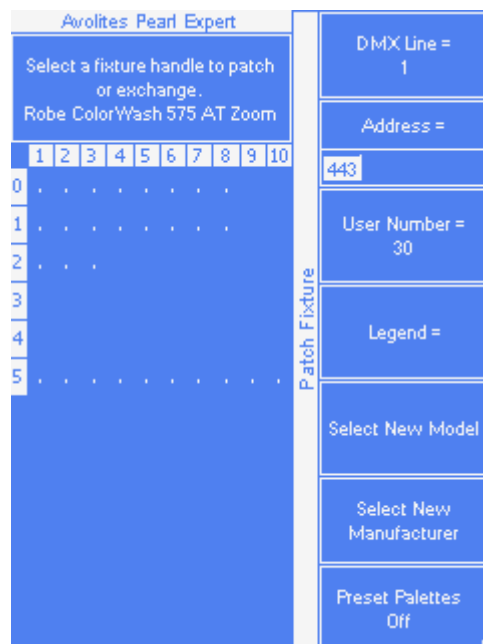 Avolites Pearl Expert
Select a fixture handle to patch
or exchange.
Robe ColorWash 575 AT Zoom
1 2 3 4 5 6 7 8 9 10
0 . . . . . . . . .
1 . . . . . . . . .
2 . . .
3
4
5 . . . . . . . . . .
Patch Fixture
DMX Line =
1
Address =
443
User Number =
30
Legend =
Select New Model
Select New
Manufacturer
Preset Palettes
Off